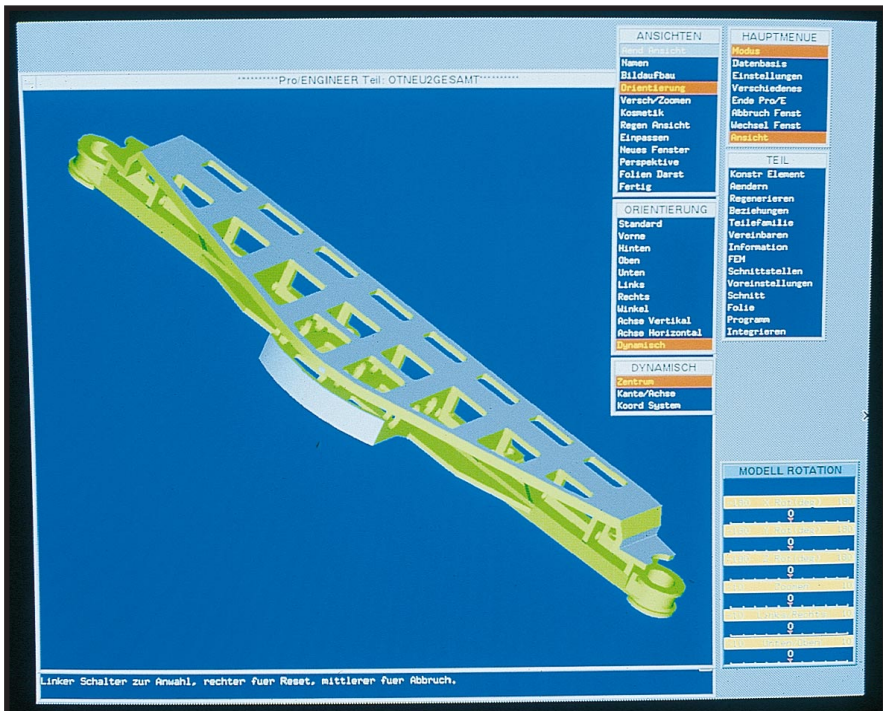 **********Pro/ENGINEER Teil: OTNEU2GESAMT**********
ANSICHTEN
Aend Ansicht
Namen
Bildaufbau
Orientierung
Versch/Zoomen
Kosmetik
Regen Ansicht
Einpassen
Neues Fenster
Perspektive
Folien Darst
Fertig
ORIENTIERUNG
Standard
Vorne
Hinten
Oben
Unten
Links
Rechts
Winkel
Achse Vertikal
Achse Horizontal
Dynamisch
DYNAMISCH
Zentrum
Kante/Achse
Koord System
HAUPTMENUE
Modus
Datenbasis
Einstellungen
Verschiedenes
Ende Pro/E
Abbruch Fenst
Wechsel Fenst
Ansicht
TEIL
Konstr Element
Aendern
Regenerieren
Beziehungen
Teilefamilie
Vereinbaren
Information
FEM
Schnittstellen
Voreinstellungen
Schnitt
Folie
Programm
Integrieren
MODELL ROTATION
0
0
0
0
0
0
Linker Schalter zur Anwahl, rechter fuer Reset, mittlerer fuer Abbruch.